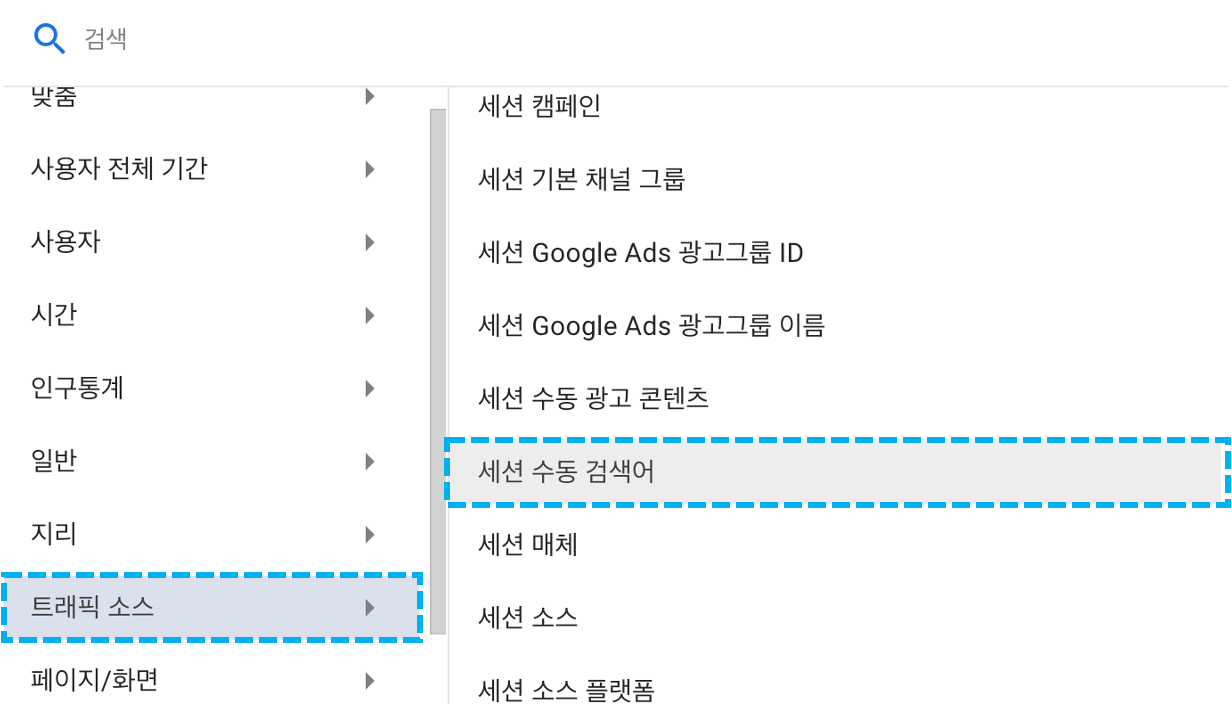 검색
맞춤
사용자 전체 기간
사용자
시간
인구통계
일반
지리
트래픽 소스
페이지/화면
세션 캠페인
세션 기본 채널 그룹
세션 Google Ads 광고그룹 ID
세션 Google Ads 광고그룹 이름
세션 수동 광고 콘텐츠
세션 수동 검색어
세션 매체
세션 소스
세션 소스 플랫폼